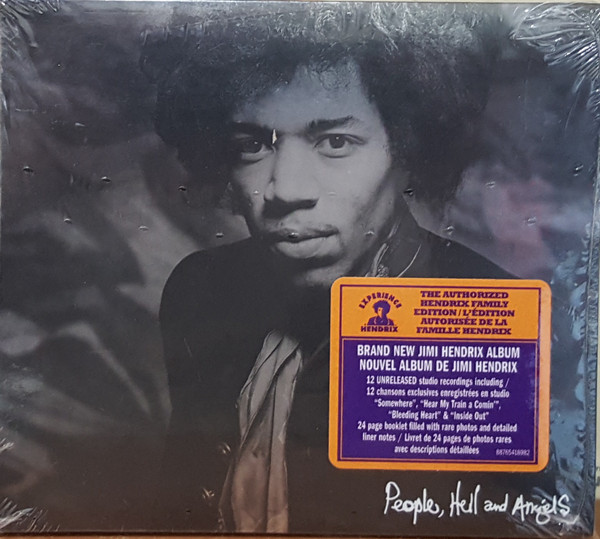 EXPERIENCE
HENDRIX
THE AUTHORIZED
HENDRIX FAMILY
EDITION / L'ÉDITION
AUTORISÉE DE LA
FAMILLE HENDRIX
BRAND NEW JIMI HENDRIX ALBUM
NOUVEL ALBUM DE JIMI HENDRIX
12 UNRELEASED studio recordings including /
12 chansons exclusives enregistrées en studio
"Somewhere", "Hear My Train a Comin'",
"Bleeding Heart" & "Inside Out"
24 page booklet filled with rare photos and detailed
liner notes / Livret de 24 pages de photos rares
avec descriptions détaillées
88765418982
People, Hell and Angels